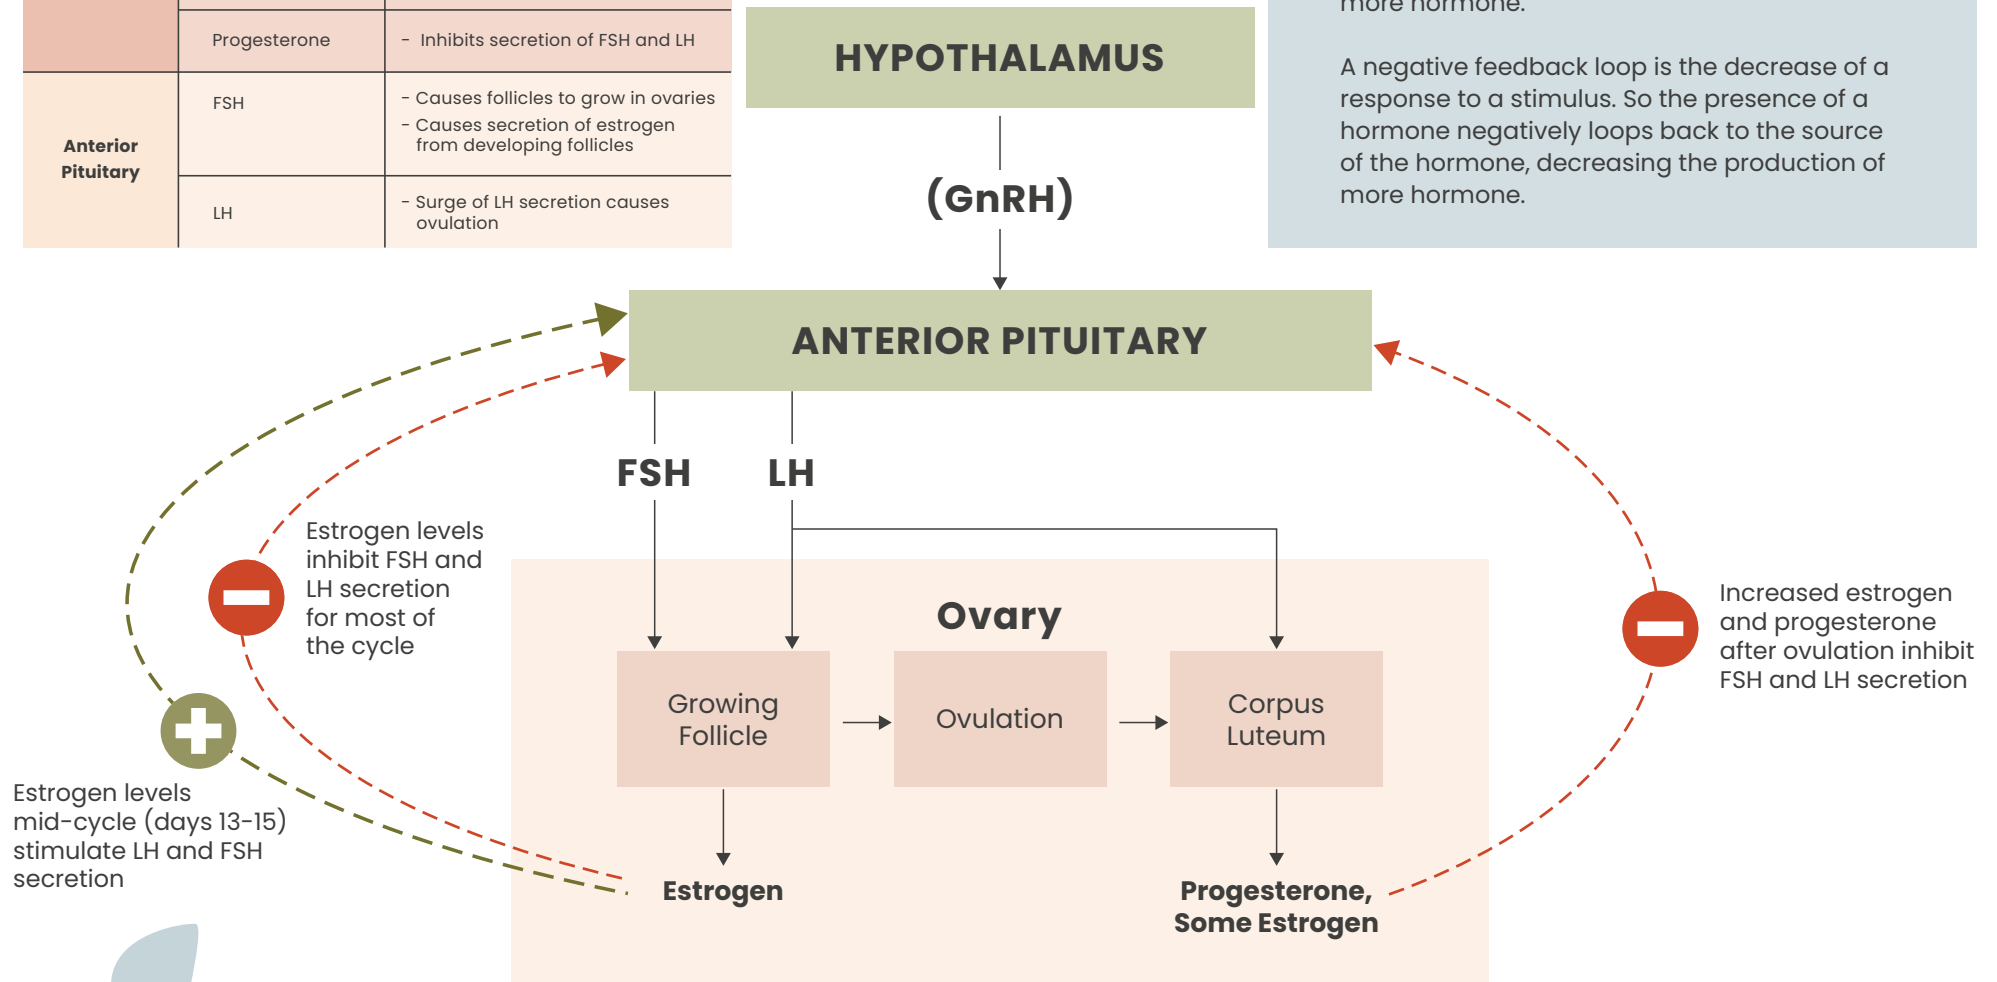 Progesterone
- Inhibits secretion of FSH and LH
Anterior
Pituitary
FSH
- Causes follicles to grow in ovaries
- Causes secretion of estrogen
from developing follicles
LH
- Surge of LH secretion causes
ovulation
HYPOTHALAMUS
more hormone.
A negative feedback loop is the decrease of a
response to a stimulus. So the presence of a
hormone negatively loops back to the source
of the hormone, decreasing the production of
more hormone.
(GnRH)
ANTERIOR PITUITARY
FSH
LH
Estrogen levels
inhibit FSH and
LH secretion
for most of
the cycle
Ovary
Growing
Follicle
Ovulation
Corpus
Luteum
Increased estrogen
and progesterone
after ovulation inhibit
FSH and LH secretion
Estrogen levels
mid-cycle (days 13-15)
stimulate LH and FSH
secretion
Estrogen
Progesterone,
Some Estrogen